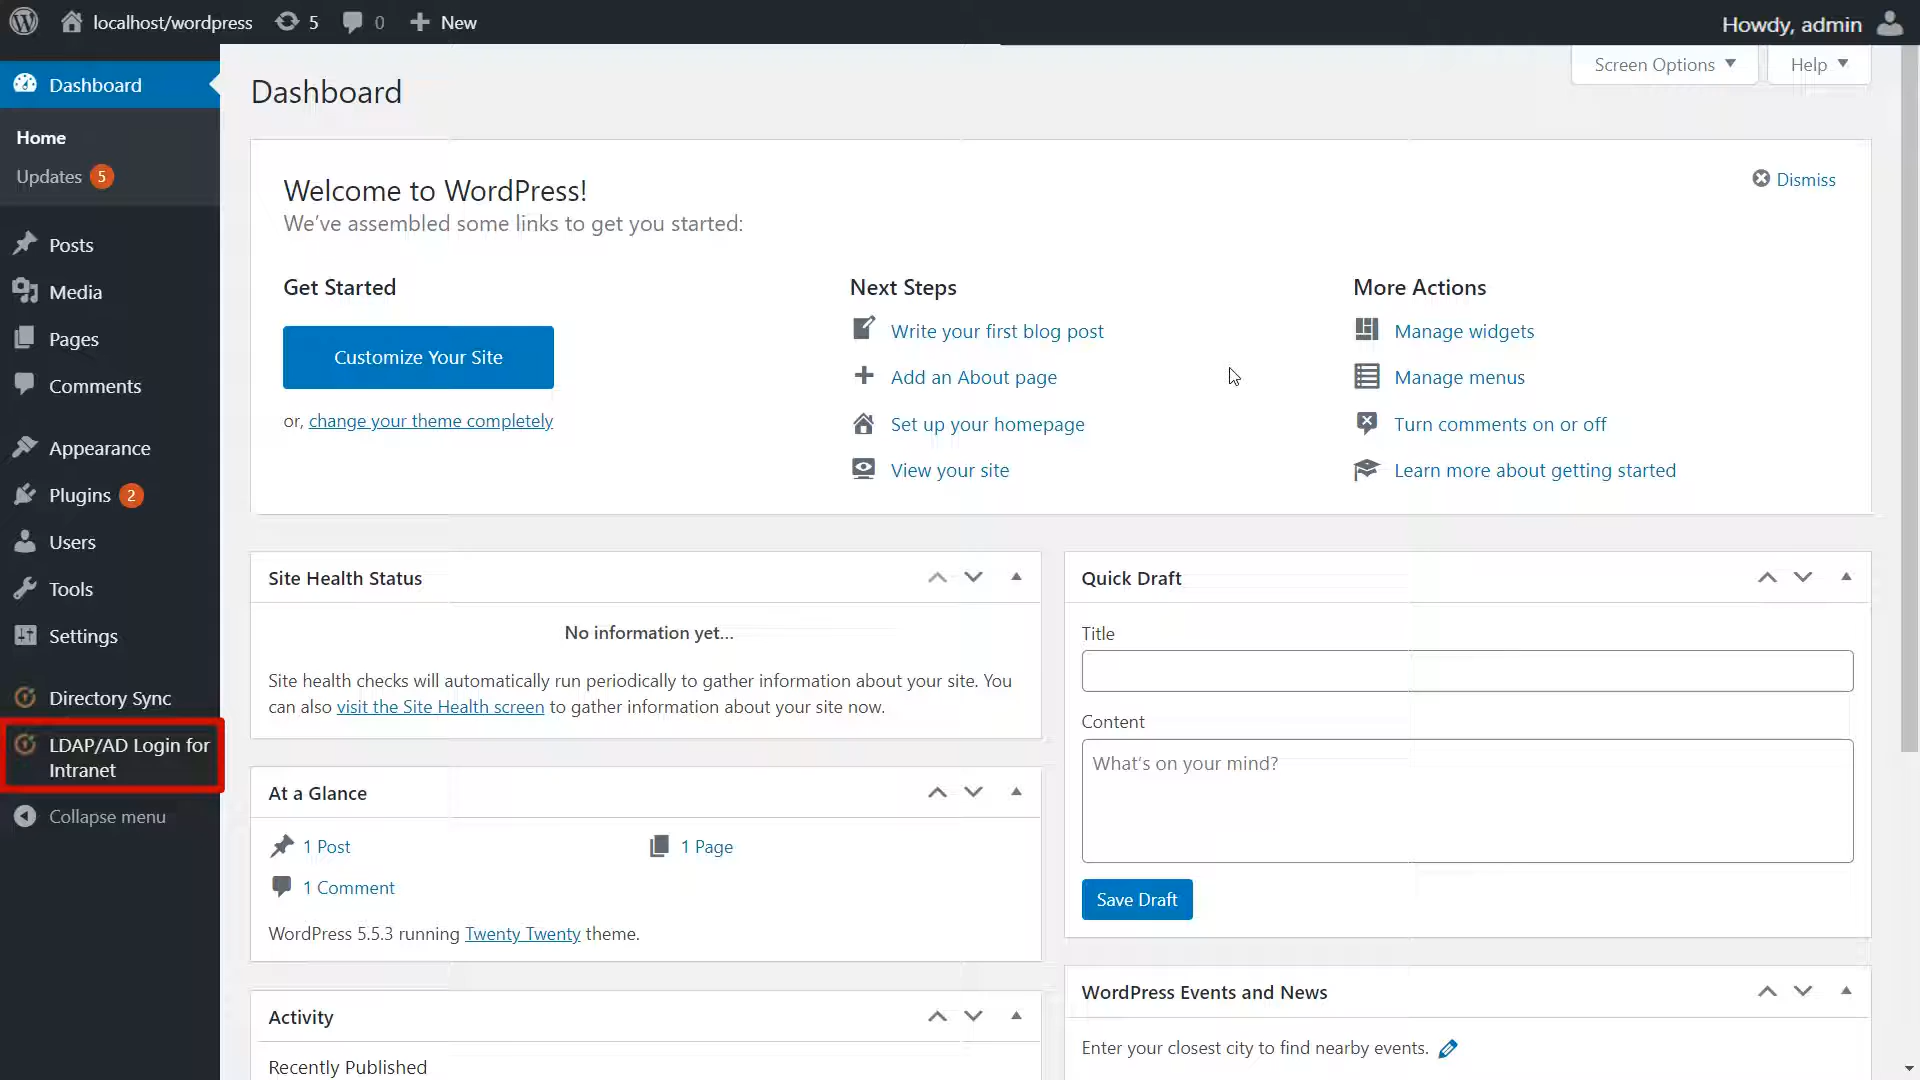 localhost/wordpress 5 0 New Howdy, admin
Dashboard
Home
Updates 5
Posts
Media
Pages
Comments
Appearance
Plugins 2
Users
Tools
Settings
Directory Sync
LDAP/AD Login for
Intranet
Collapse menu
Screen Options Help
Dashboard
Welcome to WordPress!
We've assembled some links to get you started:
Dismiss
Get Started
Customize Your Site
or, change your theme completely
Next Steps
Write your first blog post
Add an About page
Set up your homepage
View your site
More Actions
Manage widgets
Manage menus
Turn comments on or off
Learn more about getting started
Site Health Status
No information yet...
Site health checks will automatically run periodically to gather information about your site. You
can also visit the Site Health screen to gather information about your site now.
At a Glance
1 Post 1 Page
1 Comment
WordPress 5.5.3 running Twenty Twenty theme.
Activity
Recently Published
Quick Draft
Title
Content
What's on your mind?
Save Draft
WordPress Events and News
Enter your closest city to find nearby events.